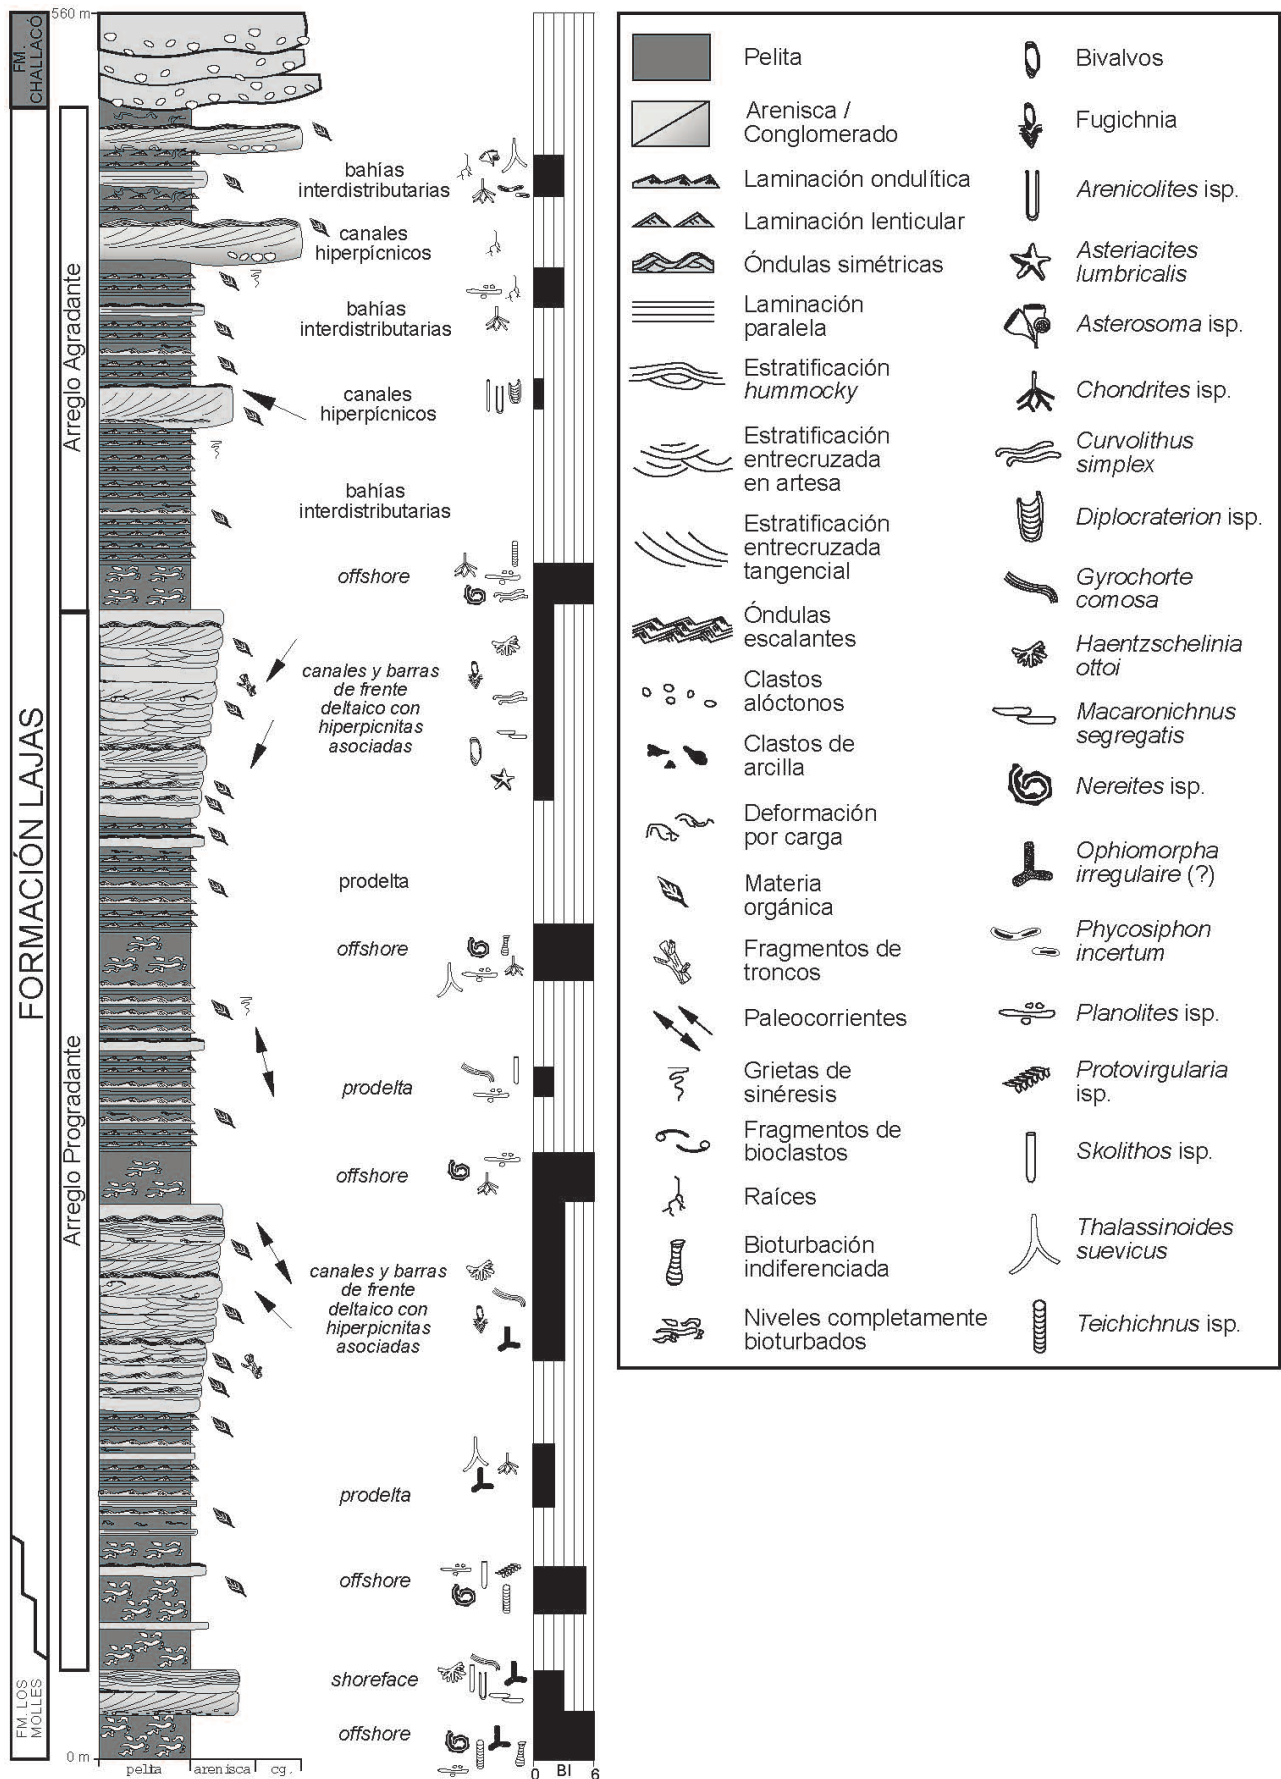 560 m
FM.
CHALLACÓ
Arreglo Agradante
FORMACIÓN LAJAS
Arreglo Progradante
FM. LOS
MOLLES
0 m
pelita
arenisca
cg.
bahías
interdistributarias
canales
hiperpícnicos
bahías
interdistributarias
canales
hiperpícnicos
bahías
interdistributarias
offshore
canales y barras
de frente
deltaico con
hiperpicnitas
asociadas
prodelta
offshore
prodelta
offshore
canales y barras
de frente
deltaico con
hiperpicnitas
asociadas
prodelta
offshore
shoreface
offshore
0 BI 6
Pelita
Arenisca /
Conglomerado
Laminación ondulítica
Laminación lenticular
Óndulas simétricas
Laminación
paralela
Estratificación
hummocky
Estratificación
entrecruzada
en artesa
Estratificación
entrecruzada
tangencial
Óndulas
escalantes
Clastos
alóctonos
Clastos de
arcilla
Deformación
por carga
Materia
orgánica
Fragmentos de
troncos
Paleocorrientes
Grietas de
sinéresis
Fragmentos de
bioclastos
Raíces
Bioturbación
indiferenciada
Niveles completamente
bioturbados
Bivalvos
Fugichnia
Arenicolites isp.
Asteriacites
lumbricalis
Asterosoma isp.
Chondrites isp.
Curvolithus
simplex
Diplocraterion isp.
Gyrochorte
comosa
Haentzschelinia
ottoi
Macaronichnus
segregatis
Nereites isp.
Ophiomorpha
irregulaire (?)
Phycosiphon
incertum
Planolites isp.
Protovirgularia
isp.
Skolithos isp.
Thalassinoides
suevicus
Teichichnus isp.